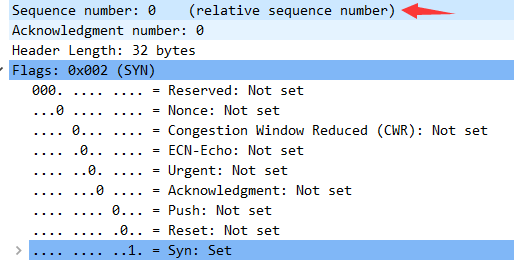 Sequence number: 0    (relative sequence number)
Acknowledgment number: 0
Header Length: 32 bytes
Flags: 0x002 (SYN)
000. .... .... = Reserved: Not set
...0 .... .... = Nonce: Not set
.... 0... .... = Congestion Window Reduced (CWR): Not set
.... .0.. .... = ECN-Echo: Not set
.... ..0. .... = Urgent: Not set
.... ...0 .... = Acknowledgment: Not set
.... .... 0... = Push: Not set
.... .... .0.. = Reset: Not set
.... .... ..1. = Syn: Set